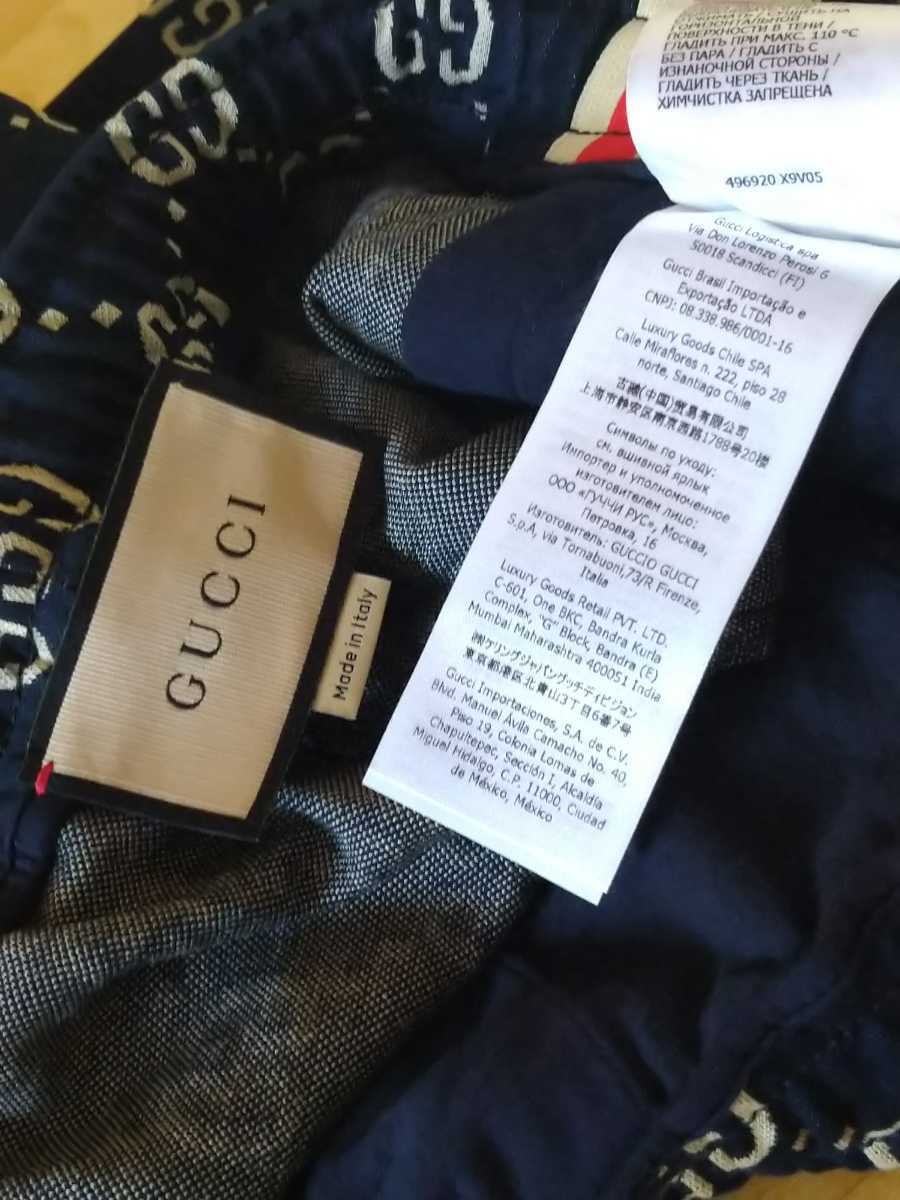 ГОРИЗОНТАЛЬНОЙ
ПОВЕРХНОСТИ В ТЕНИ /
ГЛАДИТЬ ПРИ МАКС. 110 °C
БЕЗ ПАРА / ГЛАДИТЬ С
ИЗНАНОЧНОЙ СТОРОНЫ /
ГЛАДИТЬ ЧЕРЕЗ ТКАНЬ /
ХИМЧИСТКА ЗАПРЕЩЕНА
496920 X9V05
Gucci Logistica spa
Via Don Lorenzo Perosi 6
50018 Scandicci (FI)
Gucci Brasil Importação e
Exportação LTDA
CNPJ: 08.338.986/0001-16
Luxury Goods Chile SPA
Calle Miraflores n. 222, piso 28
norte, Santago Chile
古驰(中国)贸易有限公司
上海市静安区南京西路1788号20楼
Символы по уходу:
см. вшивной ярлык
Импортер и уполномоченное
изготовителем лицо:
ООО «ГУЧЧИ РУС», Москва,
Петровка, 16
Изготовитель: GUCCIO GUCCI
S.p.A, via Tornabuoni,73/R Firenze,
Italia
Luxury Goods Retail PVT. LTD.
C-601, One BKC, Bandra Kurla
Complex, "G" Block, Bandra (E)
Mumbai Maharashtra 400051 India
㈱ケリングジャパングッチディビジョン
東京都港区北青山3丁目6番7号
Gucci Importaciones, S.A. de C.V.
Blvd. Manuel Ávila Camacho No. 40,
Piso 19, Colonia Lomas de
Chapultepec, Sección I, Alcaldía
Miguel Hidalgo, C.P. 11000, Ciudad
de México, México
GUCCI
Made in Italy